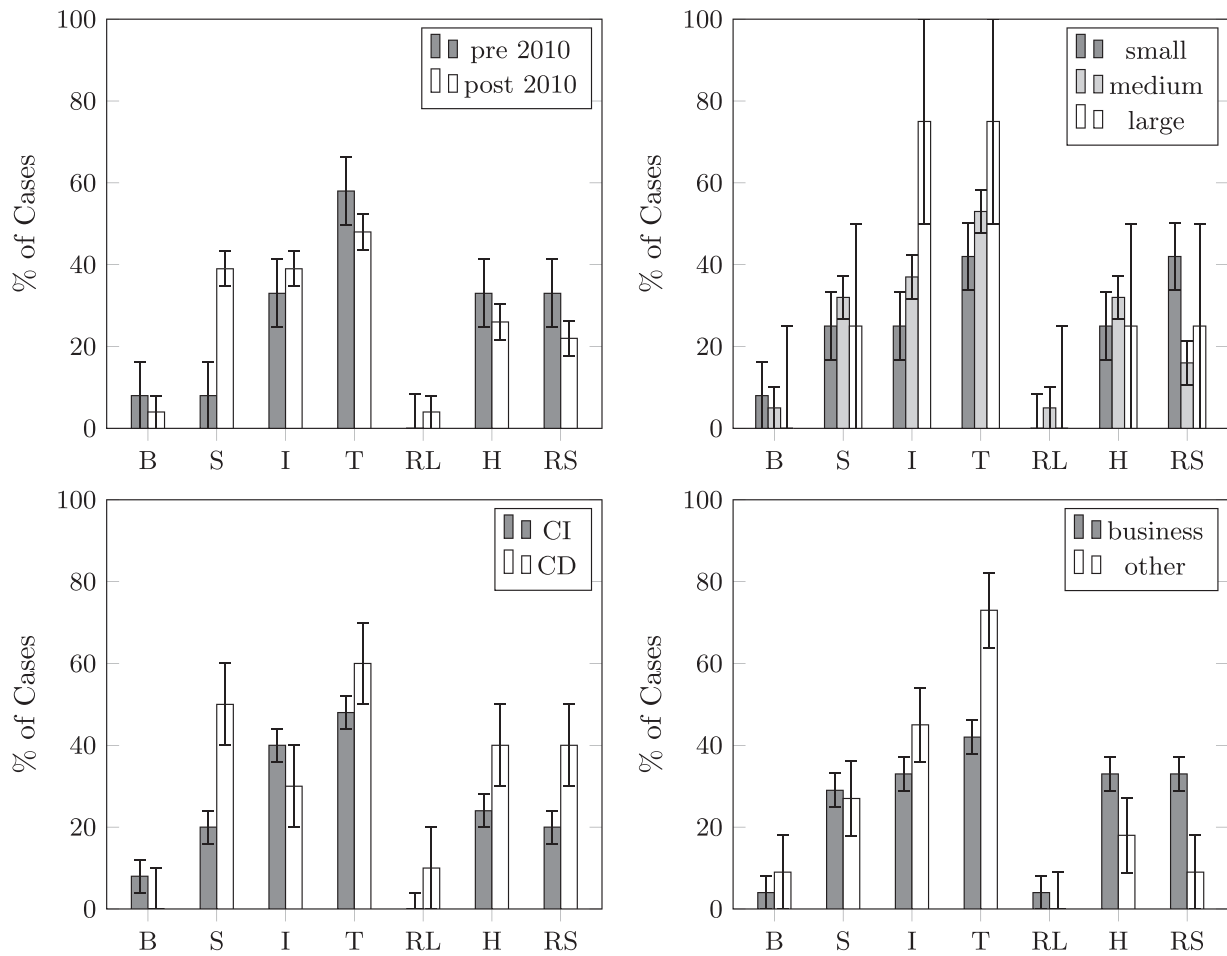 % of Cases
100
80
60
40
20
0
pre 2010
post 2010
B S I T RL H RS
% of Cases
100
80
60
40
20
0
small
medium
large
B S I T RL H RS
% of Cases
100
80
60
40
20
0
CI
CD
B S I T RL H RS
% of Cases
100
80
60
40
20
0
business
other
B S I T RL H RS